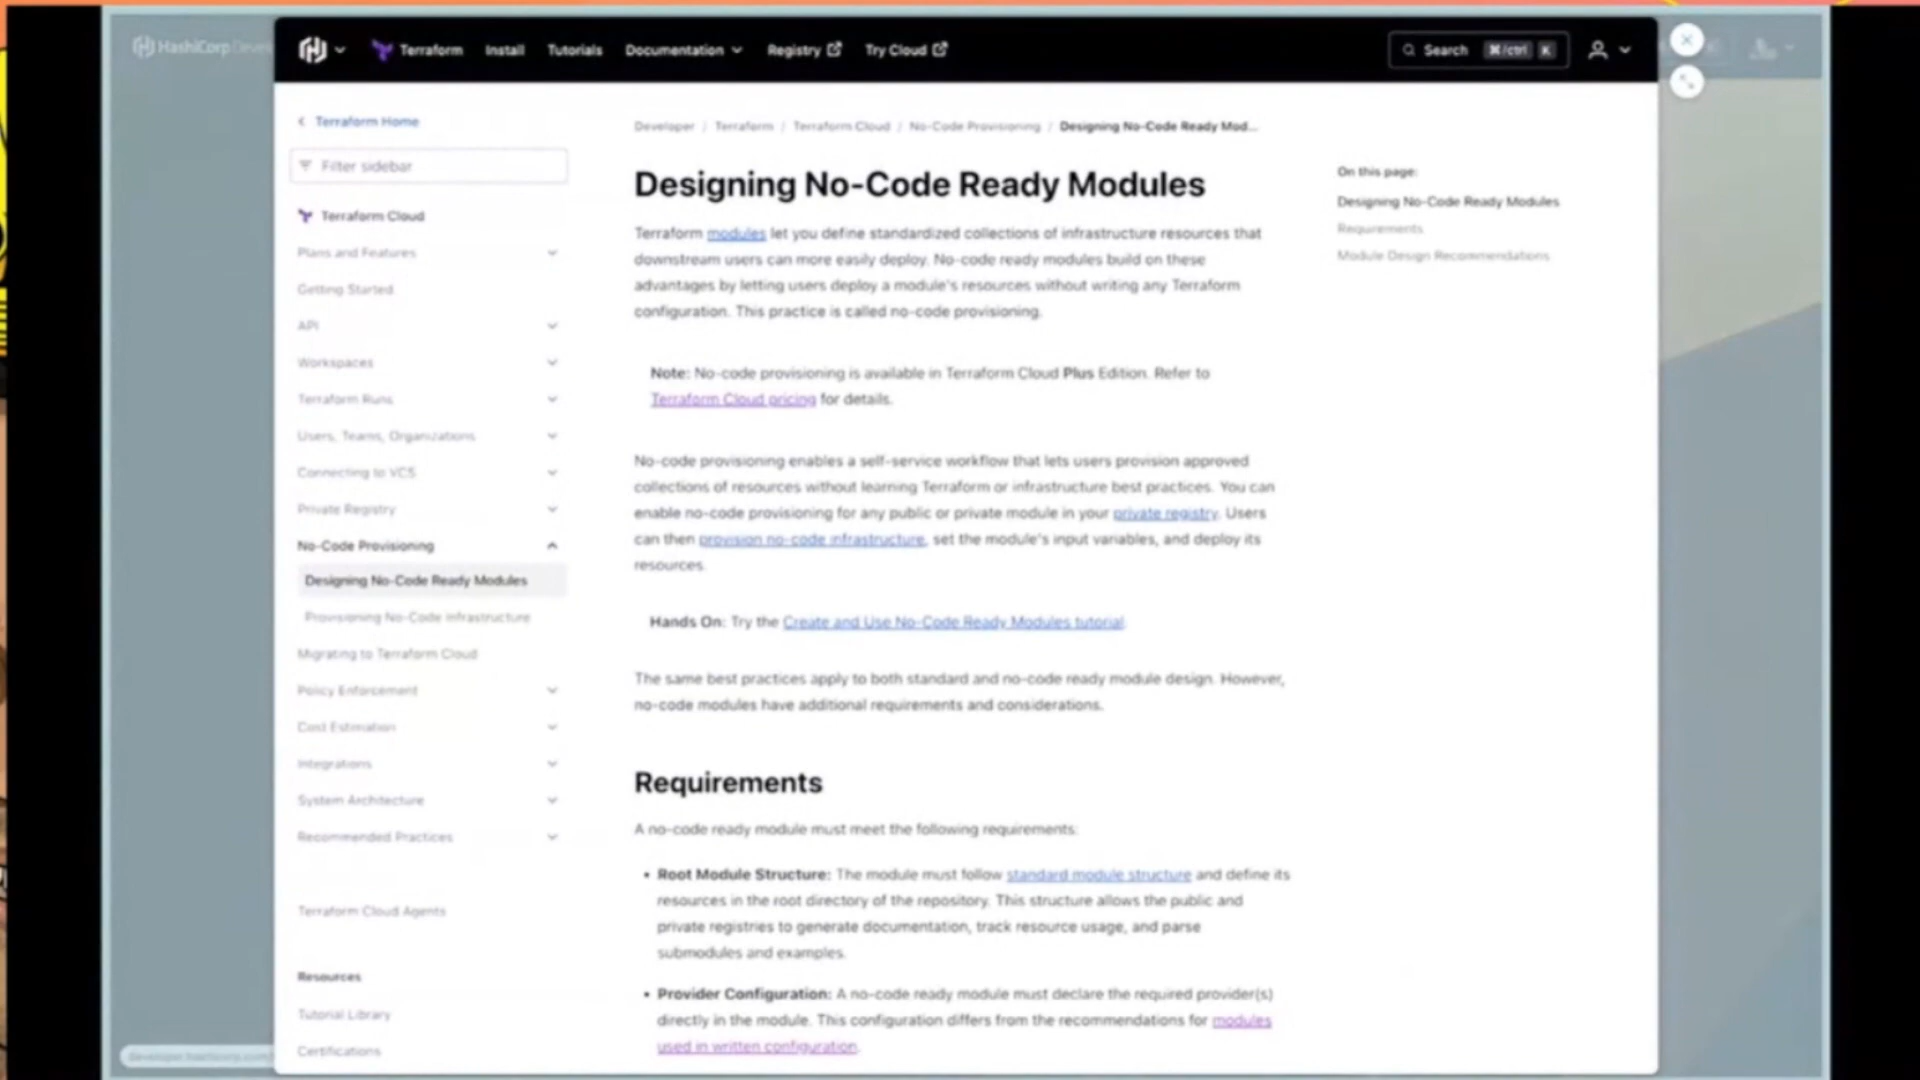 HashiCorp Devel
Terraform Install Tutorials Documentation Registry Try Cloud Search ⌘/ctrl K
Terraform Home
Filter sidebar
Terraform Cloud
Plans and Features
Getting Started
API
Workspaces
Terraform Runs
Users, Teams, Organizations
Connecting to VCS
Private Registry
No-Code Provisioning
Designing No-Code Ready Modules
Provisioning No-Code Infrastructure
Migrating to Terraform Cloud
Policy Enforcement
Cost Estimation
Integrations
System Architecture
Recommended Practices
Terraform Cloud Agents
Resources
Tutorial Library
Certifications
Developer / Terraform / Terraform Cloud / No-Code Provisioning / Designing No-Code Ready Mod...
Designing No-Code Ready Modules
Terraform modules let you define standardized collections of infrastructure resources that
downstream users can more easily deploy. No-code ready modules build on these
advantages by letting users deploy a module's resources without writing any Terraform
configuration. This practice is called no-code provisioning.
Note: No-code provisioning is available in Terraform Cloud Plus Edition. Refer to
Terraform Cloud pricing for details.
No-code provisioning enables a self-service workflow that lets users provision approved
collections of resources without learning Terraform or infrastructure best practices. You can
enable no-code provisioning for any public or private module in your private registry. Users
can then provision no-code infrastructure, set the module's input variables, and deploy its
resources.
Hands On: Try the Create and Use No-Code Ready Modules tutorial.
The same best practices apply to both standard and no-code ready module design. However,
no-code modules have additional requirements and considerations.
Requirements
A no-code ready module must meet the following requirements:
• Root Module Structure: The module must follow standard module structure and define its
resources in the root directory of the repository. This structure allows the public and
private registries to generate documentation, track resource usage, and parse
submodules and examples.
• Provider Configuration: A no-code ready module must declare the required provider(s)
directly in the module. This configuration differs from the recommendations for modules
used in written configuration.
On this page:
Designing No-Code Ready Modules
Requirements
Module Design Recommendations